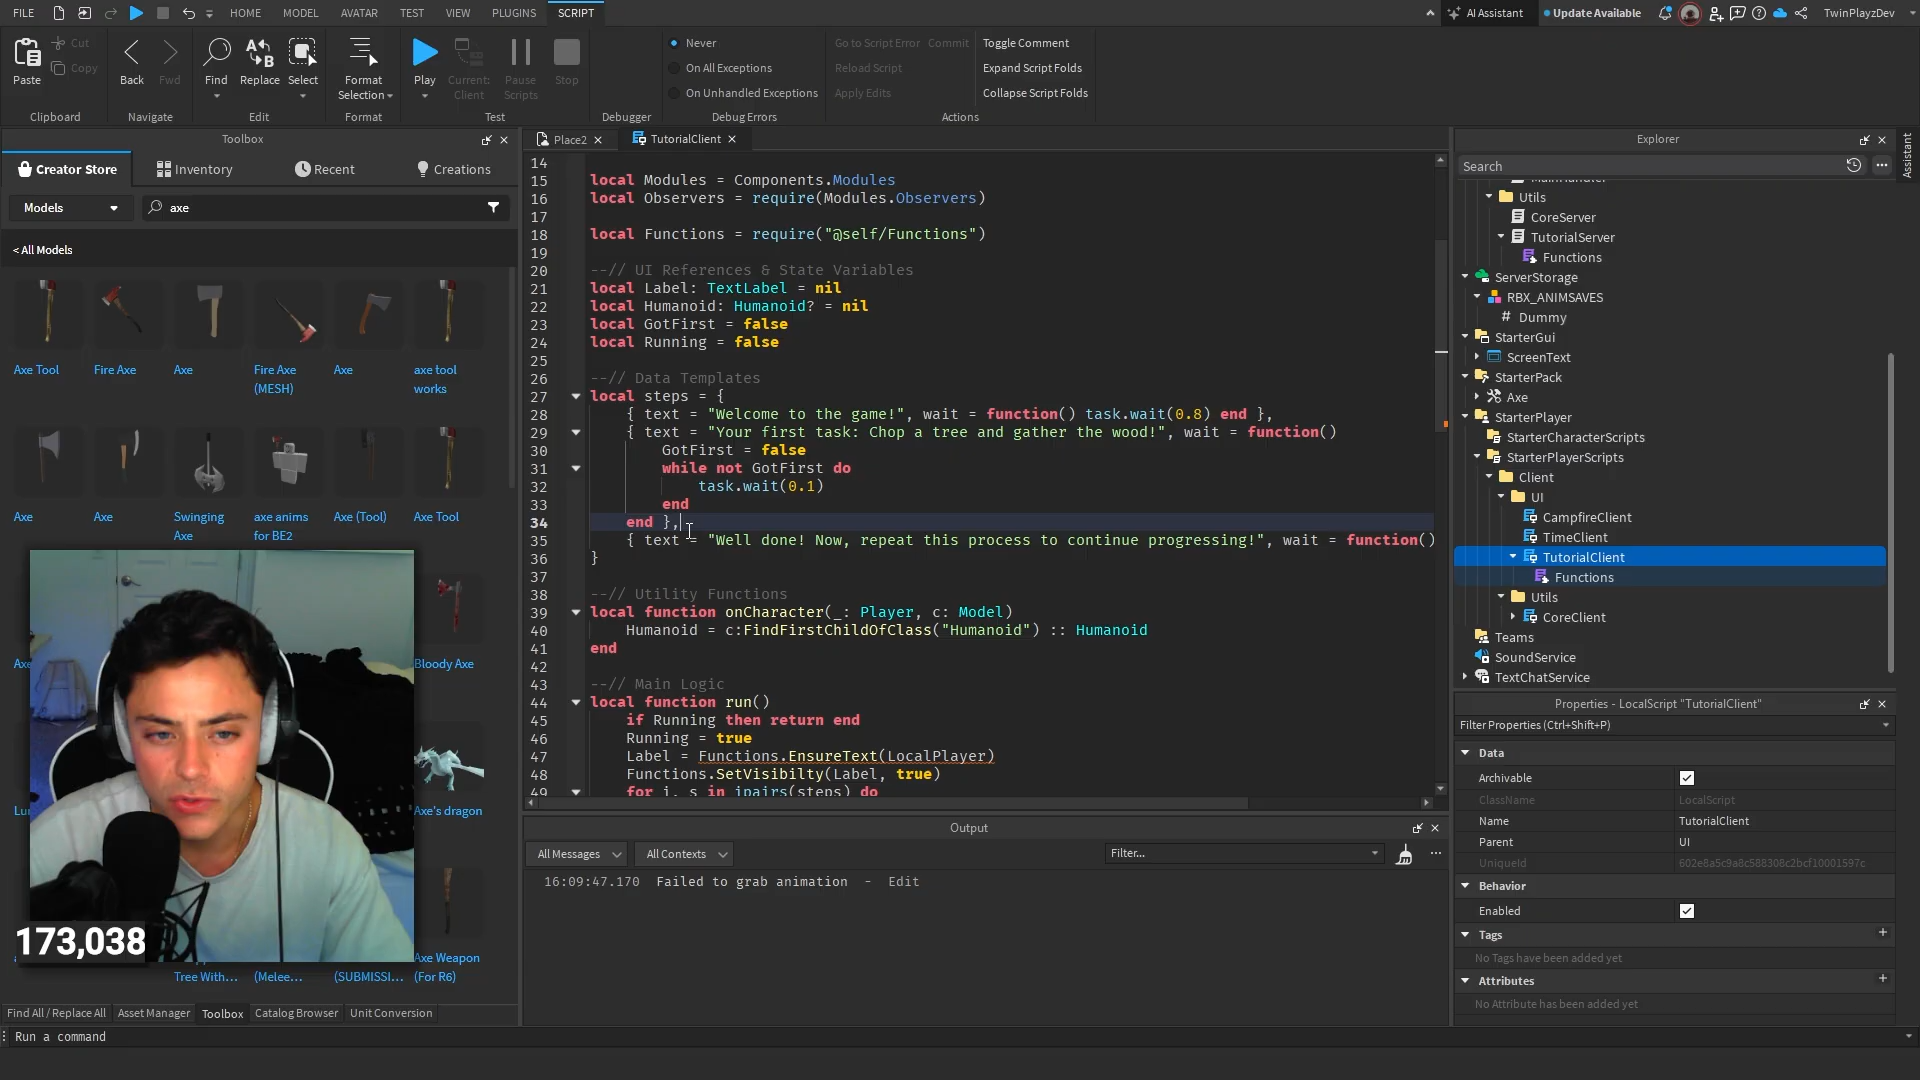 FILE HOME MODEL AVATAR TEST VIEW PLUGINS SCRIPT AI Assistant Update Available TwinPlayzDev
Paste Cut Copy Back Fwd Find Replace Select Format Selection Play Current: Client Pause Scripts Stop
Never
On All Exceptions
On Unhandled Exceptions
Go to Script Error Commit
Reload Script
Apply Edits
Toggle Comment
Expand Script Folds
Collapse Script Folds
Clipboard Navigate Edit Format Test Debugger Debug Errors Actions
Toolbox
Creator Store Inventory Recent Creations
Models axe
< All Models
Axe Tool Fire Axe Axe Fire Axe (MESH) Axe axe tool works
Axe Axe Swinging Axe axe anims for BE2 Axe (Tool) Axe Tool
Bloody Axe
Axe's dragon
Axe Weapon (For R6)
Tree With... (Melee... (SUBMISSI...
173,038
Find All / Replace All Asset Manager Toolbox Catalog Browser Unit Conversion
Run a command
Place2 TutorialClient
14
15 local Modules = Components.Modules
16 local Observers = require(Modules.Observers)
17
18 local Functions = require("@self/Functions")
19
20 --// UI References & State Variables
21 local Label: TextLabel = nil
22 local Humanoid: Humanoid? = nil
23 local GotFirst = false
24 local Running = false
25
26 --// Data Templates
27 local steps = {
28 { text = "Welcome to the game!", wait = function() task.wait(0.8) end },
29 { text = "Your first task: Chop a tree and gather the wood!", wait = function()
30 GotFirst = false
31 while not GotFirst do
32 task.wait(0.1)
33 end
34 end },
35 { text = "Well done! Now, repeat this process to continue progressing!", wait = function()
36 }
37
38 --// Utility Functions
39 local function onCharacter(_: Player, c: Model)
40 Humanoid = c:FindFirstChildOfClass("Humanoid") :: Humanoid
41 end
42
43 --// Main Logic
44 local function run()
45 if Running then return end
46 Running = true
47 Label = Functions.EnsureText(LocalPlayer)
48 Functions.SetVisibilty(Label, true)
49 for i, s in ipairs(steps) do
Output
All Messages All Contexts Filter...
16:09:47.170 Failed to grab animation - Edit
Explorer
Assistant
Search
MainHandler
Utils
CoreServer
TutorialServer
Functions
ServerStorage
RBX_ANIMSAVES
Dummy
StarterGui
ScreenText
StarterPack
Axe
StarterPlayer
StarterCharacterScripts
StarterPlayerScripts
Client
UI
CampfireClient
TimeClient
TutorialClient
Functions
Utils
CoreClient
Teams
SoundService
TextChatService
Properties - LocalScript "TutorialClient"
Filter Properties (Ctrl+Shift+P)
Data
Archivable
ClassName LocalScript
Name TutorialClient
Parent UI
UniqueId 602e8a5c9a8c588308c2bcf10001597c
Behavior
Enabled
Tags
No Tags have been added yet
Attributes
No Attribute has been added yet